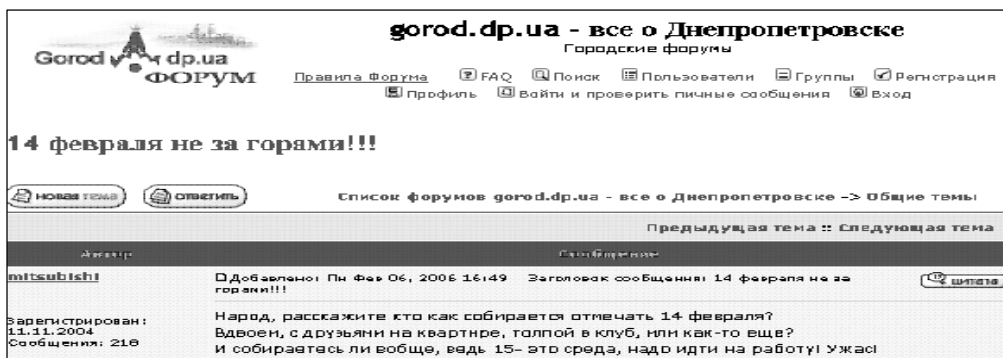 gorod.dp.ua - все о Днепропетровске
Городские форумы
Gorod dp.ua
ФОРУМ
Правила Форума FAQ Поиск Пользователи Группы Регистрация
Профиль Войти и проверить личные сообщения Вход
14 февраля не за горами!!!
новая тема ответить Список форумов gorod.dp.ua - все о Днепропетровске -> Общие темы
Предыдущая тема :: Следующая тема
Автор Сообщение
mitsubishi Добавлено: Пн Фев 06, 2006 16:49 Заголовок сообщения: 14 февраля не за горами!!! цитата
Зарегистрирован:
11.11.2004
Сообщения: 218
Народ, расскажите кто как собирается отмечать 14 февраля?
Вдвоем, с друзьями на квартире, толпой в клуб, или как-то еще?
И собираетесь ли вобще, ведь 15- это среда, надо идти на работу! Ужас!